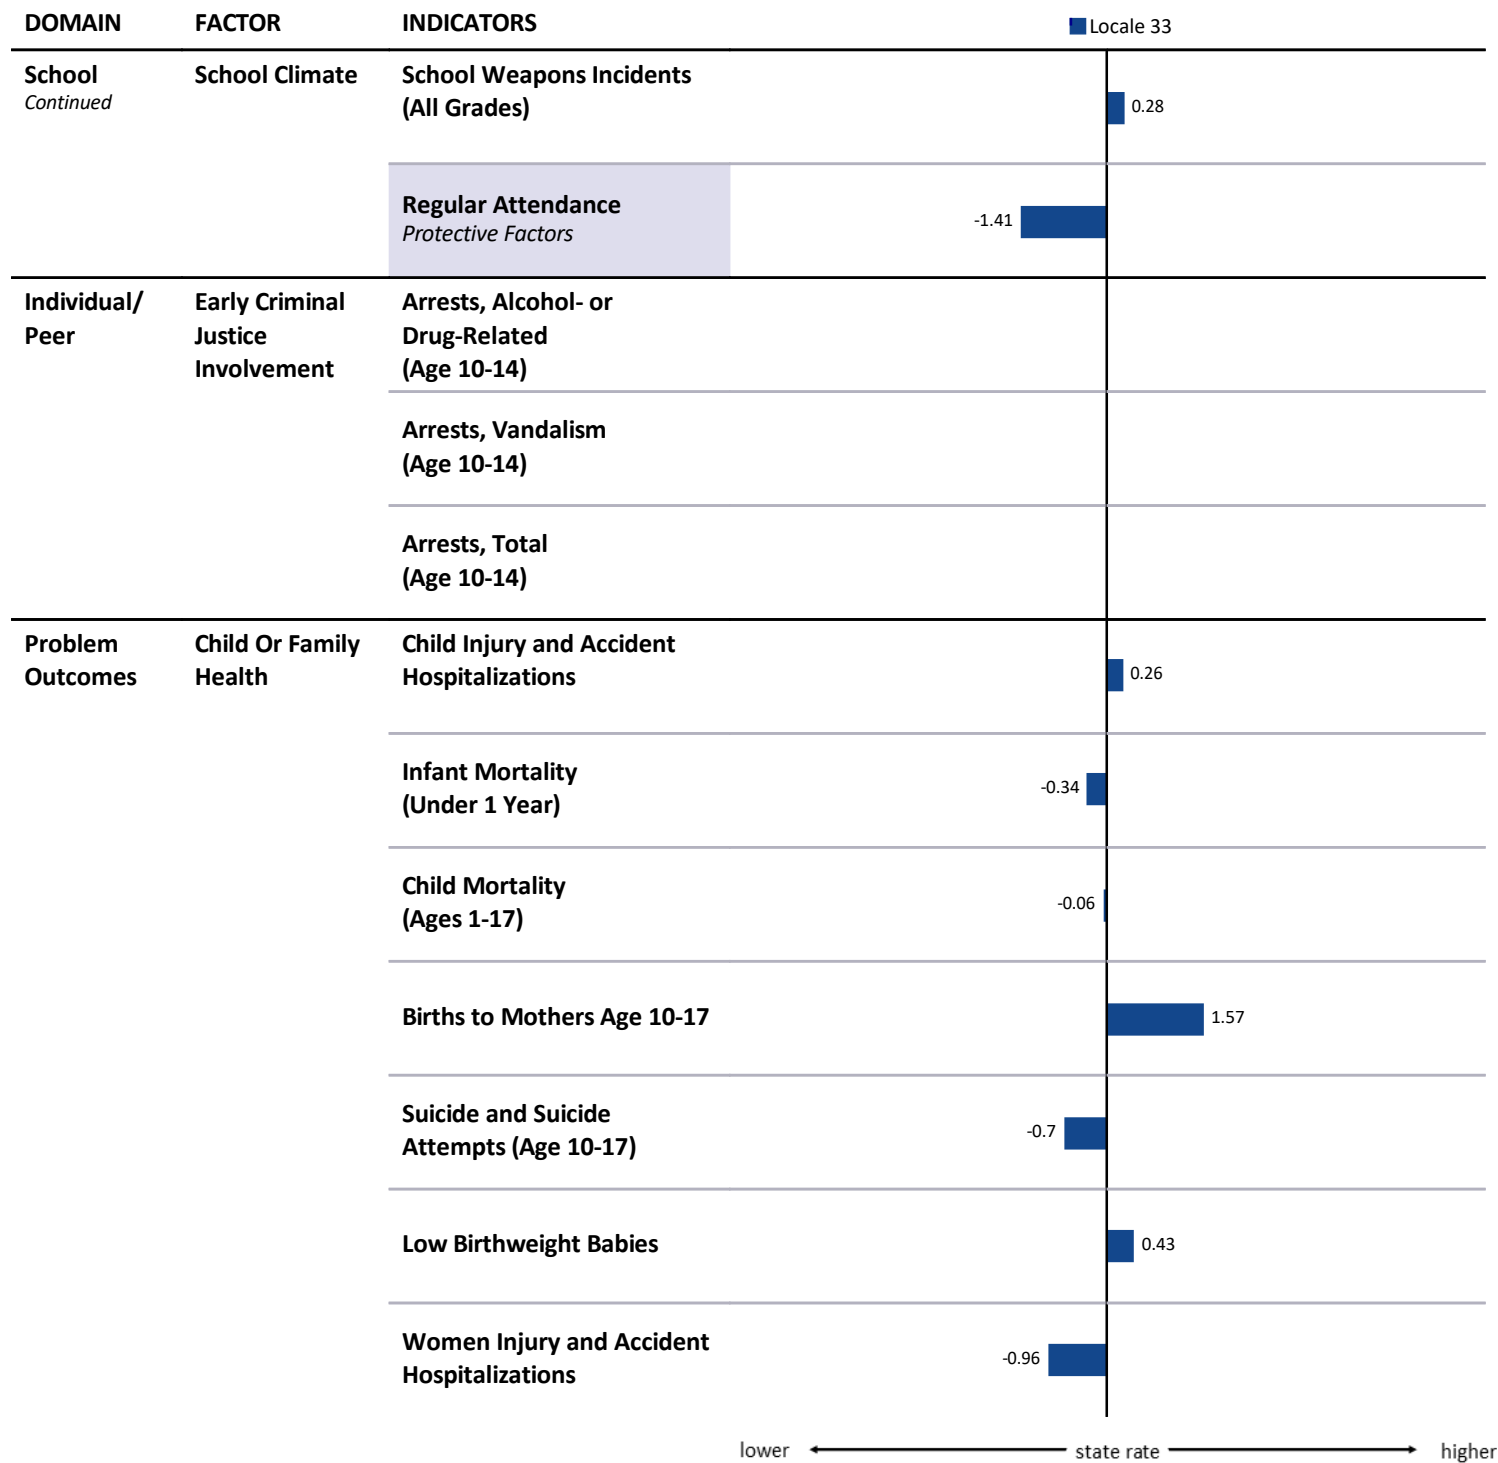 DOMAIN FACTOR INDICATORS Locale 33
School School Climate School Weapons Incidents
Continued (All Grades) 0.28
Regular Attendance
Protective Factors -1.41
Individual/ Early Criminal Arrests, Alcohol- or
Peer Justice Drug-Related
Involvement (Age 10-14)
Arrests, Vandalism
(Age 10-14)
Arrests, Total
(Age 10-14)
Problem Child Or Family Child Injury and Accident
Outcomes Health Hospitalizations 0.26
Infant Mortality
(Under 1 Year) -0.34
Child Mortality
(Ages 1-17) -0.06
Births to Mothers Age 10-17 1.57
Suicide and Suicide
Attempts (Age 10-17) -0.7
Low Birthweight Babies 0.43
Women Injury and Accident
Hospitalizations -0.96
lower state rate higher